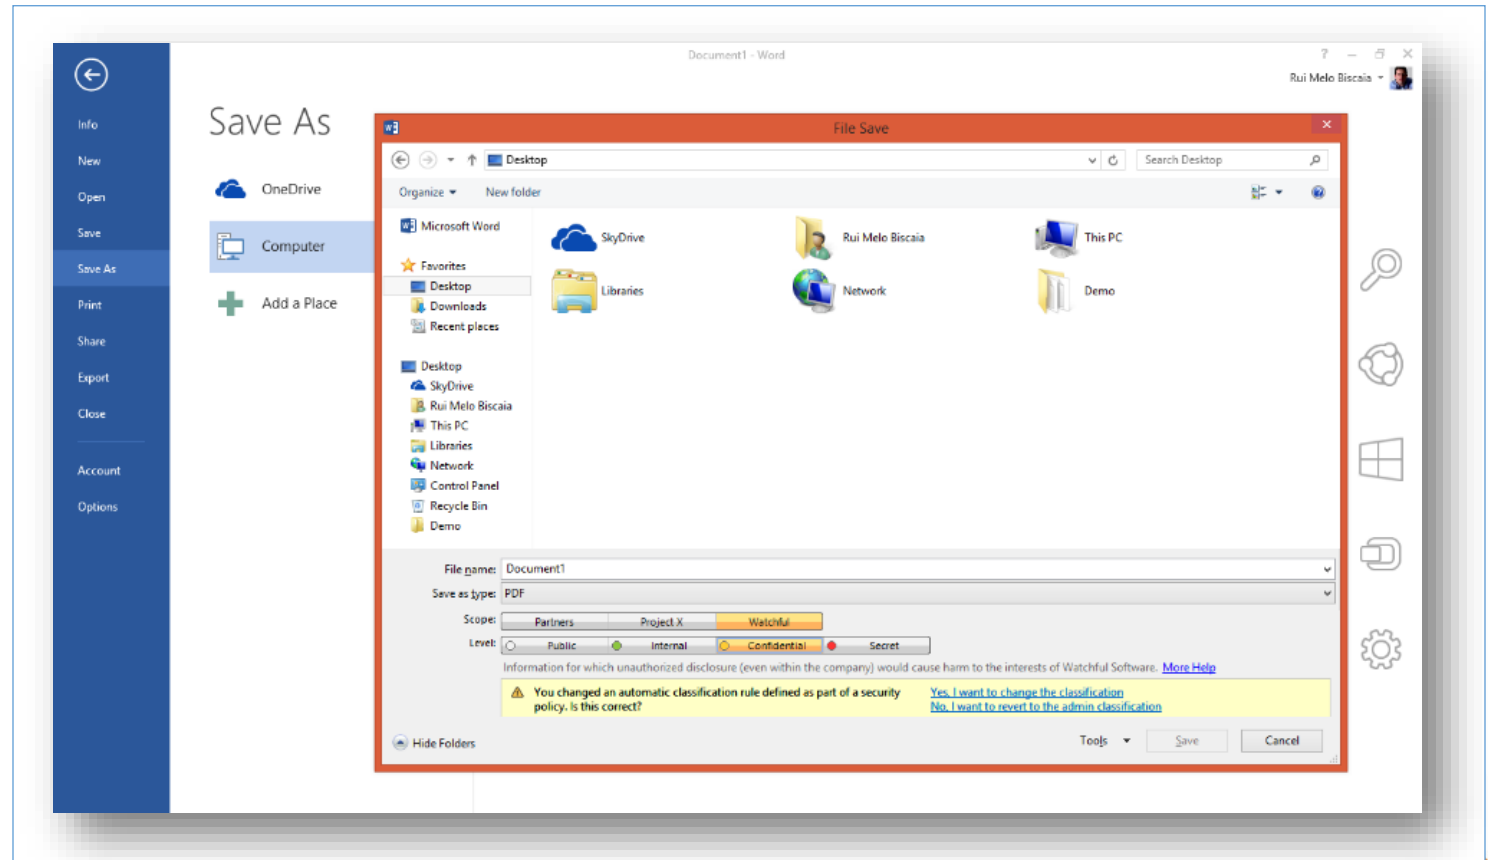 Document1 - Word
?
Rui Melo Biscaia
Info
New
Open
Save
Save As
Print
Share
Export
Close
Account
Options
Save As
OneDrive
Computer
Add a Place
File Save
Desktop
Search Desktop
Organize
New folder
Microsoft Word
Favorites
Desktop
Downloads
Recent places
Desktop
SkyDrive
Rui Melo Biscaia
This PC
Libraries
Network
Control Panel
Recycle Bin
Demo
SkyDrive
Rui Melo Biscaia
This PC
Libraries
Network
Demo
File name: Document1
Save as type: PDF
Scope: Partners Project X Watchful
Level: Public Internal Confidential Secret
Information for which unauthorized disclosure (even within the company) would cause harm to the interests of Watchful Software. More Help
You changed an automatic classification rule defined as part of a security
policy. Is this correct?
Yes, I want to change the classification
No, I want to revert to the admin classification
Hide Folders
Tools
Save
Cancel